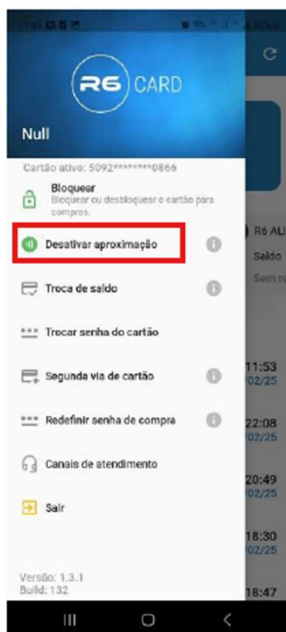 R6 CARD
Null
Cartão ativo: 5092********0866
Bloquear
Bloquear ou desbloquear o cartão para
compras.
Desativar aproximação
R6 ALI
Saldo
Troca de saldo
Trocar senha do cartão
11:53
02/25
Segunda via de cartão
Redefinir senha de compra
22:08
02/25
Canais de atendimento
20:49
02/25
Sair
18:30
02/25
Versão: 1.3.1
Build: 132
18:47